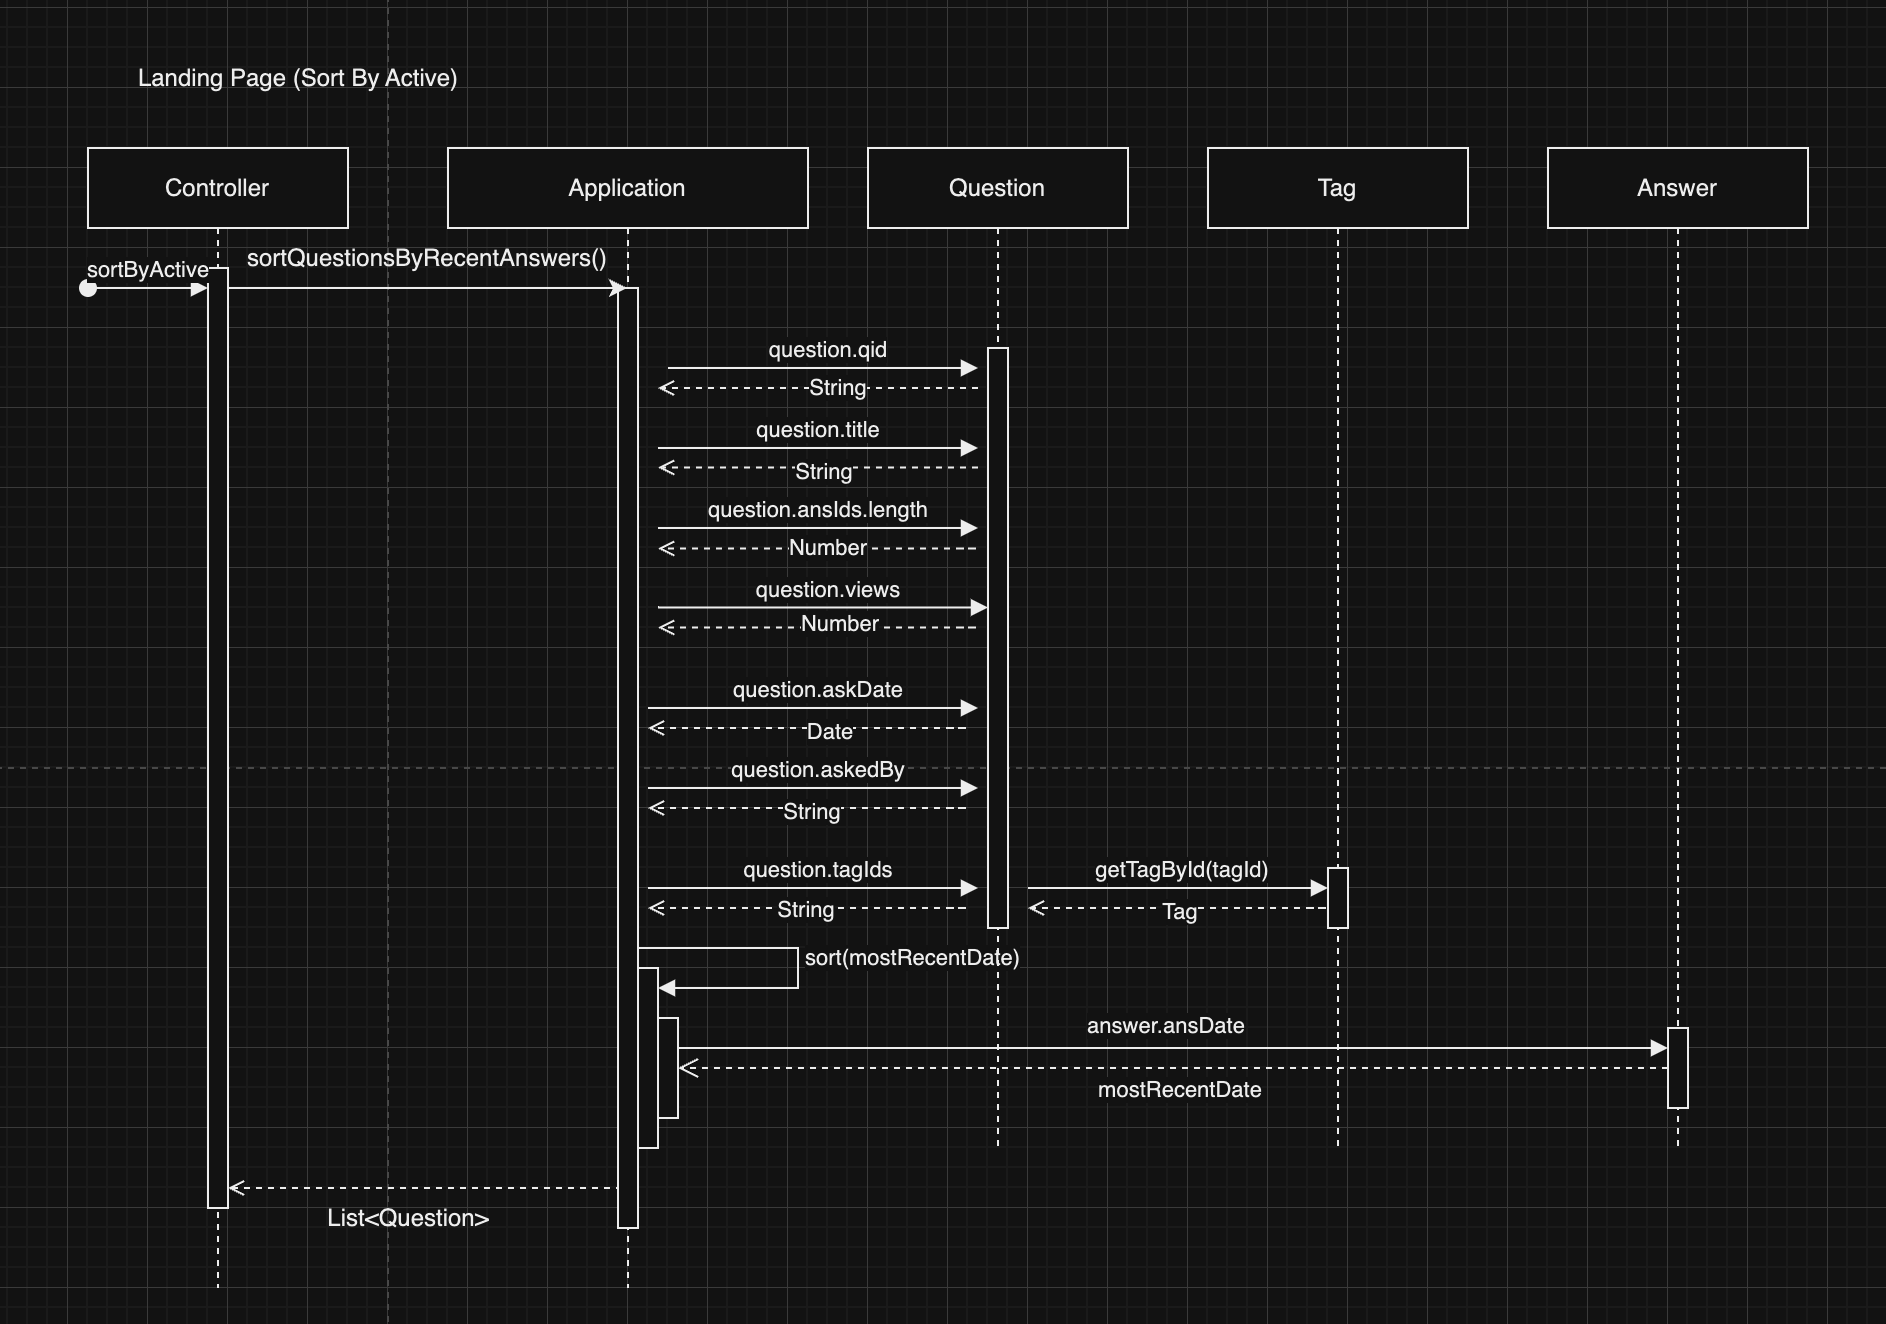 Landing Page (Sort By Active)
Controller
Application
Question
Tag
Answer
sortByActive
sortQuestionsByRecentAnswers()
question.qid
String
question.title
String
question.ansIds.length
Number
question.views
Number
question.askDate
Date
question.askedBy
String
question.tagIds
getTagById(tagId)
String
Tag
sort(mostRecentDate)
answer.ansDate
mostRecentDate
List<Question>